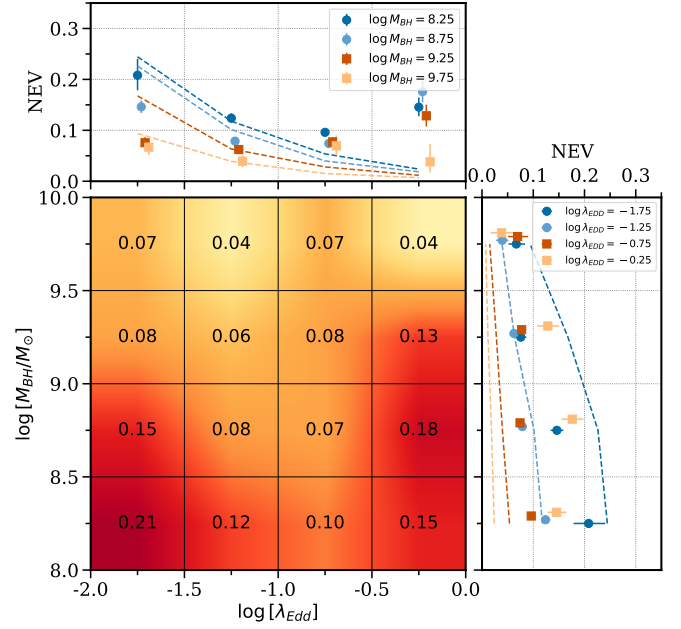 0.3
0.2
0.1
0.0
NEV
log M_BH = 8.25
log M_BH = 8.75
log M_BH = 9.25
log M_BH = 9.75
NEV
0.0 0.1 0.2 0.3
log λ_EDD = −1.75
log λ_EDD = −1.25
log λ_EDD = −0.75
log λ_EDD = −0.25
10.0
9.5
9.0
8.5
8.0
log [M_BH/M_⊙]
0.07 0.04 0.07 0.04
0.08 0.06 0.08 0.13
0.15 0.08 0.07 0.18
0.21 0.12 0.10 0.15
-2.0 -1.5 -1.0 -0.5 0.0
log [λ_Edd]